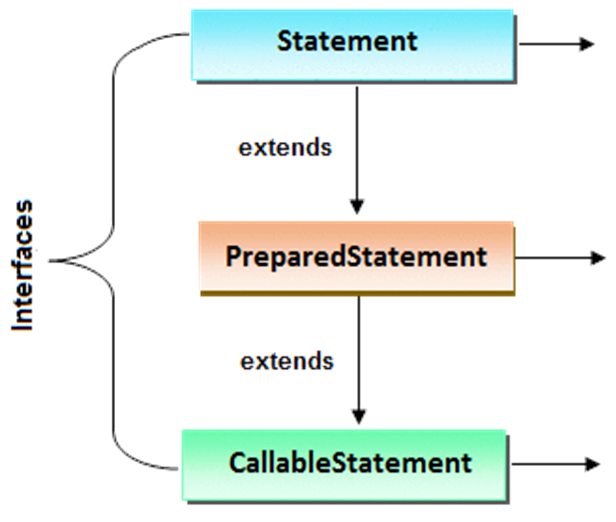 Statement
extends
Interfaces
PreparedStatement
extends
CallableStatement